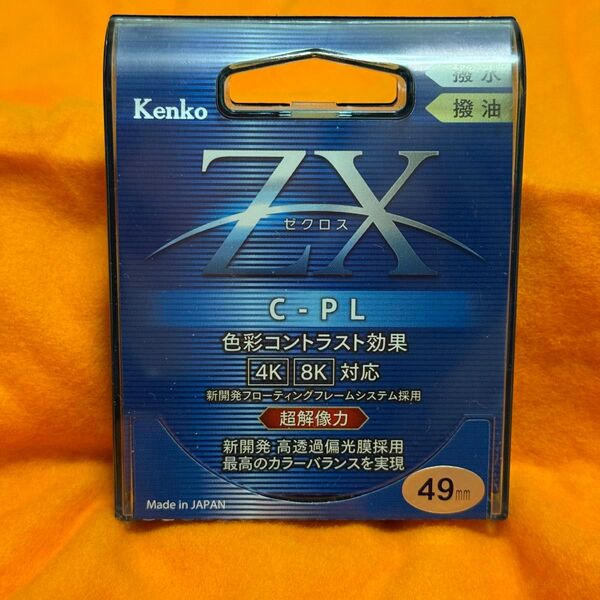 撥水
撥油
Kenko
ZX
ゼクロス
C-PL
色彩コントラスト効果
4K 8K 対応
新開発フローティングフレームシステム採用
超解像力
新開発・高透過偏光膜採用
最高のカラーバランスを実現
49mm
Made in JAPAN